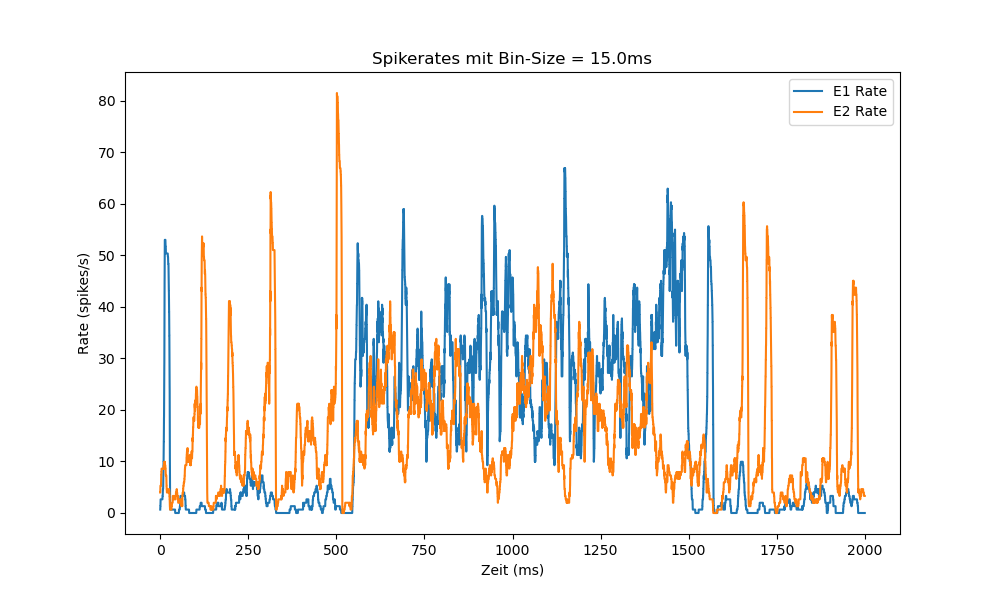 Spikerates mit Bin-Size = 15.0ms
E1 Rate
E2 Rate
80
70
60
50
40
30
20
10
0
Rate (spikes/s)
0 250 500 750 1000 1250 1500 1750 2000
Zeit (ms)